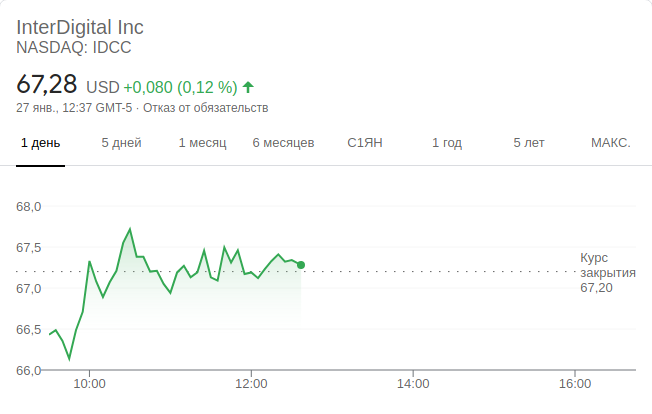 InterDigital Inc
NASDAQ: IDCC
67,28 USD +0,080 (0,12 %)
27 янв., 12:37 GMT-5 · Отказ от обязательств
1 день 5 дней 1 месяц 6 месяцев С1ЯН 1 год 5 лет МАКС.
68,0
67,5
67,0
66,5
66,0
Курс
закрытия
67,20
10:00 12:00 14:00 16:00